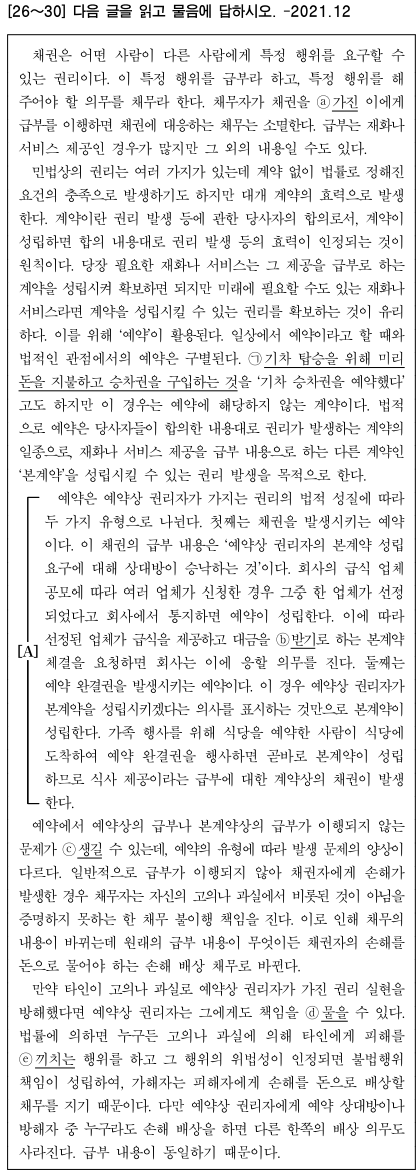 [26～30] 다음 글을 읽고 물음에 답하시오. -2021.12
채권은 어떤 사람이 다른 사람에게 특정 행위를 요구할 수
있는 권리이다. 이 특정 행위를 급부라 하고, 특정 행위를 해
주어야 할 의무를 채무라 한다. 채무자가 채권을 ⓐ가진 이에게
급부를 이행하면 채권에 대응하는 채무는 소멸한다. 급부는 재화나
서비스 제공인 경우가 많지만 그 외의 내용일 수도 있다.
민법상의 권리는 여러 가지가 있는데 계약 없이 법률로 정해진
요건의 충족으로 발생하기도 하지만 대개 계약의 효력으로 발생
한다. 계약이란 권리 발생 등에 관한 당사자의 합의로서, 계약이
성립하면 합의 내용대로 권리 발생 등의 효력이 인정되는 것이
원칙이다. 당장 필요한 재화나 서비스는 그 제공을 급부로 하는
계약을 성립시켜 확보하면 되지만 미래에 필요할 수도 있는 재화나
서비스라면 계약을 성립시킬 수 있는 권리를 확보하는 것이 유리
하다. 이를 위해 ‘예약’이 활용된다. 일상에서 예약이라고 할 때와
법적인 관점에서의 예약은 구별된다. ㉠기차 탑승을 위해 미리
돈을 지불하고 승차권을 구입하는 것을 ‘기차 승차권을 예약했다’
고도 하지만 이 경우는 예약에 해당하지 않는 계약이다. 법적
으로 예약은 당사자들이 합의한 내용대로 권리가 발생하는 계약의
일종으로, 재화나 서비스 제공을 급부 내용으로 하는 다른 계약인
‘본계약’을 성립시킬 수 있는 권리 발생을 목적으로 한다.
[A]
예약은 예약상 권리자가 가지는 권리의 법적 성질에 따라
두 가지 유형으로 나뉜다. 첫째는 채권을 발생시키는 예약
이다. 이 채권의 급부 내용은 ‘예약상 권리자의 본계약 성립
요구에 대해 상대방이 승낙하는 것’이다. 회사의 급식 업체
공모에 따라 여러 업체가 신청한 경우 그중 한 업체가 선정
되었다고 회사에서 통지하면 예약이 성립한다. 이에 따라
선정된 업체가 급식을 제공하고 대금을 ⓑ받기로 하는 본계약
체결을 요청하면 회사는 이에 응할 의무를 진다. 둘째는
예약 완결권을 발생시키는 예약이다. 이 경우 예약상 권리자가
본계약을 성립시키겠다는 의사를 표시하는 것만으로 본계약이
성립한다. 가족 행사를 위해 식당을 예약한 사람이 식당에
도착하여 예약 완결권을 행사하면 곧바로 본계약이 성립
하므로 식사 제공이라는 급부에 대한 계약상의 채권이 발생
한다.
예약에서 예약상의 급부나 본계약상의 급부가 이행되지 않는
문제가 ⓒ생길 수 있는데, 예약의 유형에 따라 발생 문제의 양상이
다르다. 일반적으로 급부가 이행되지 않아 채권자에게 손해가
발생한 경우 채무자는 자신의 고의나 과실에서 비롯된 것이 아님을
증명하지 못하는 한 채무 불이행 책임을 진다. 이로 인해 채무의
내용이 바뀌는데 원래의 급부 내용이 무엇이든 채권자의 손해를
돈으로 물어야 하는 손해 배상 채무로 바뀐다.
만약 타인이 고의나 과실로 예약상 권리자가 가진 권리 실현을
방해했다면 예약상 권리자는 그에게도 책임을 ⓓ물을 수 있다.
법률에 의하면 누구든 고의나 과실에 의해 타인에게 피해를
ⓔ끼치는 행위를 하고 그 행위의 위법성이 인정되면 불법행위
책임이 성립하여, 가해자는 피해자에게 손해를 돈으로 배상할
채무를 지기 때문이다. 다만 예약상 권리자에게 예약 상대방이나
방해자 중 누구라도 손해 배상을 하면 다른 한쪽의 배상 의무도
사라진다. 급부 내용이 동일하기 때문이다.